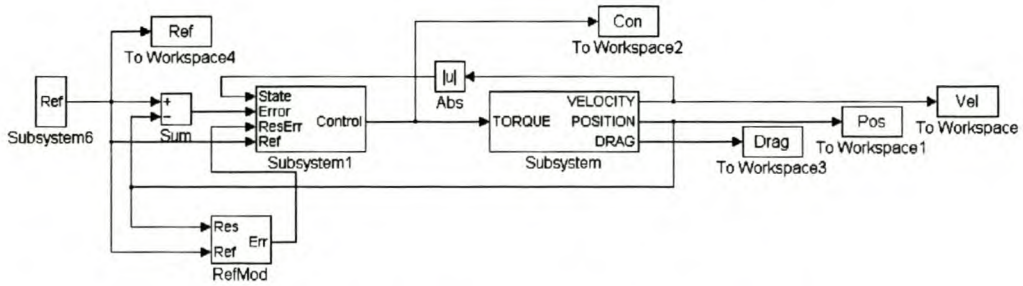 Con
To Workspace2
Ref
To Workspace4
|u|
Abs
Ref
Subsystem6
+
−
Sum
State
Error
ResErr
Ref
Control
Subsystem1
TORQUE
VELOCITY
POSITION
DRAG
Subsystem
Vel
To Workspace
Pos
To Workspace1
Drag
To Workspace3
Res
Ref
Err
RefMod